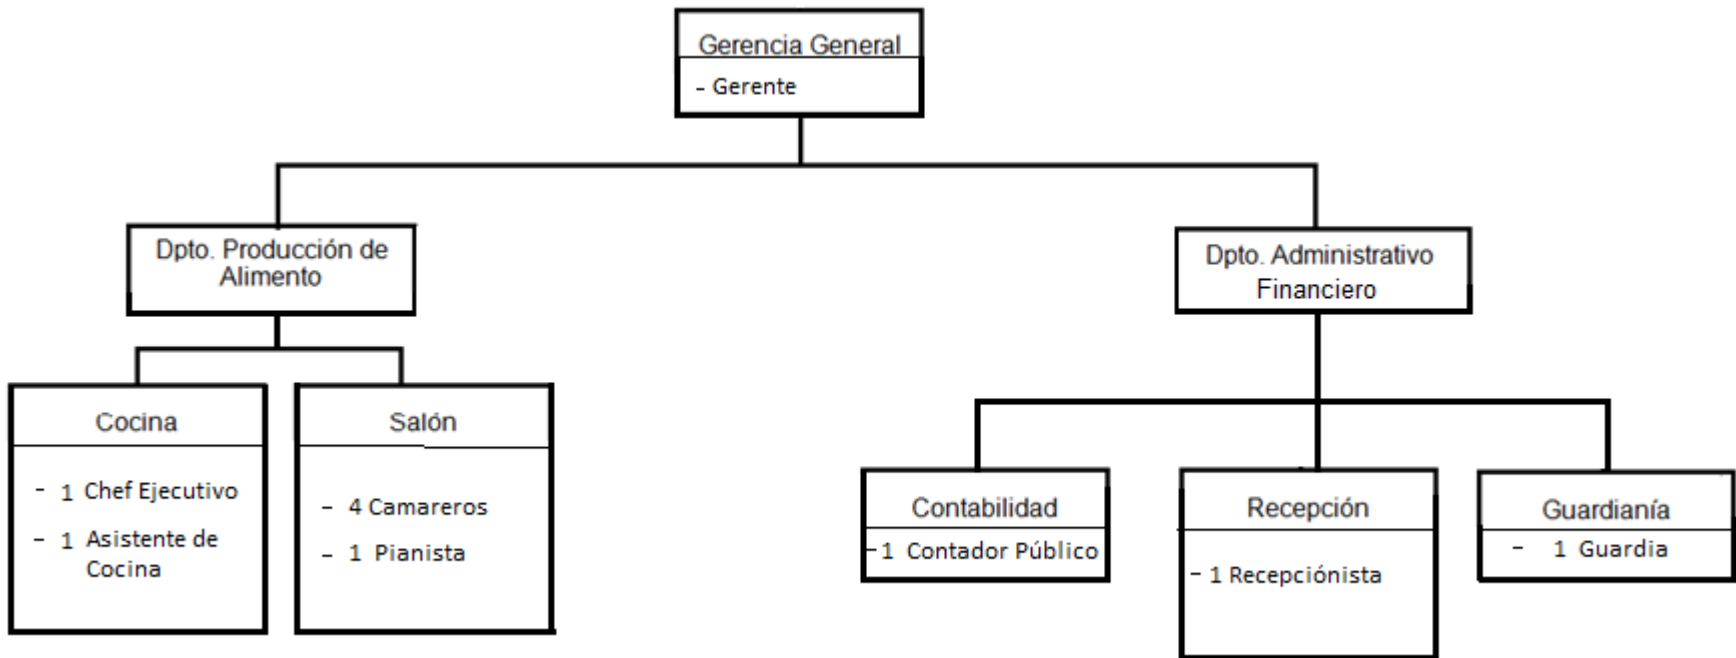 Gerencia General
- Gerente
Dpto. Producción de
Alimento
Dpto. Administrativo
Financiero
Cocina
- 1 Chef Ejecutivo
- 1 Asistente de
Cocina
Salón
- 4 Camareros
- 1 Pianista
Contabilidad
- 1 Contador Público
Recepción
- 1 Recepciónista
Guardianía
- 1 Guardia